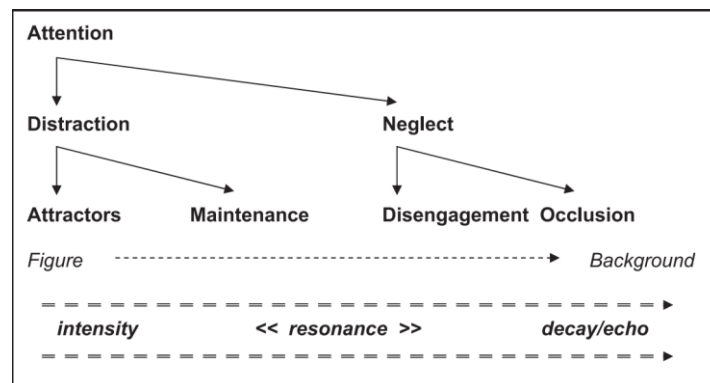 Attention
Distraction Neglect
Attractors Maintenance Disengagement Occlusion
Figure Background
intensity << resonance >> decay/echo